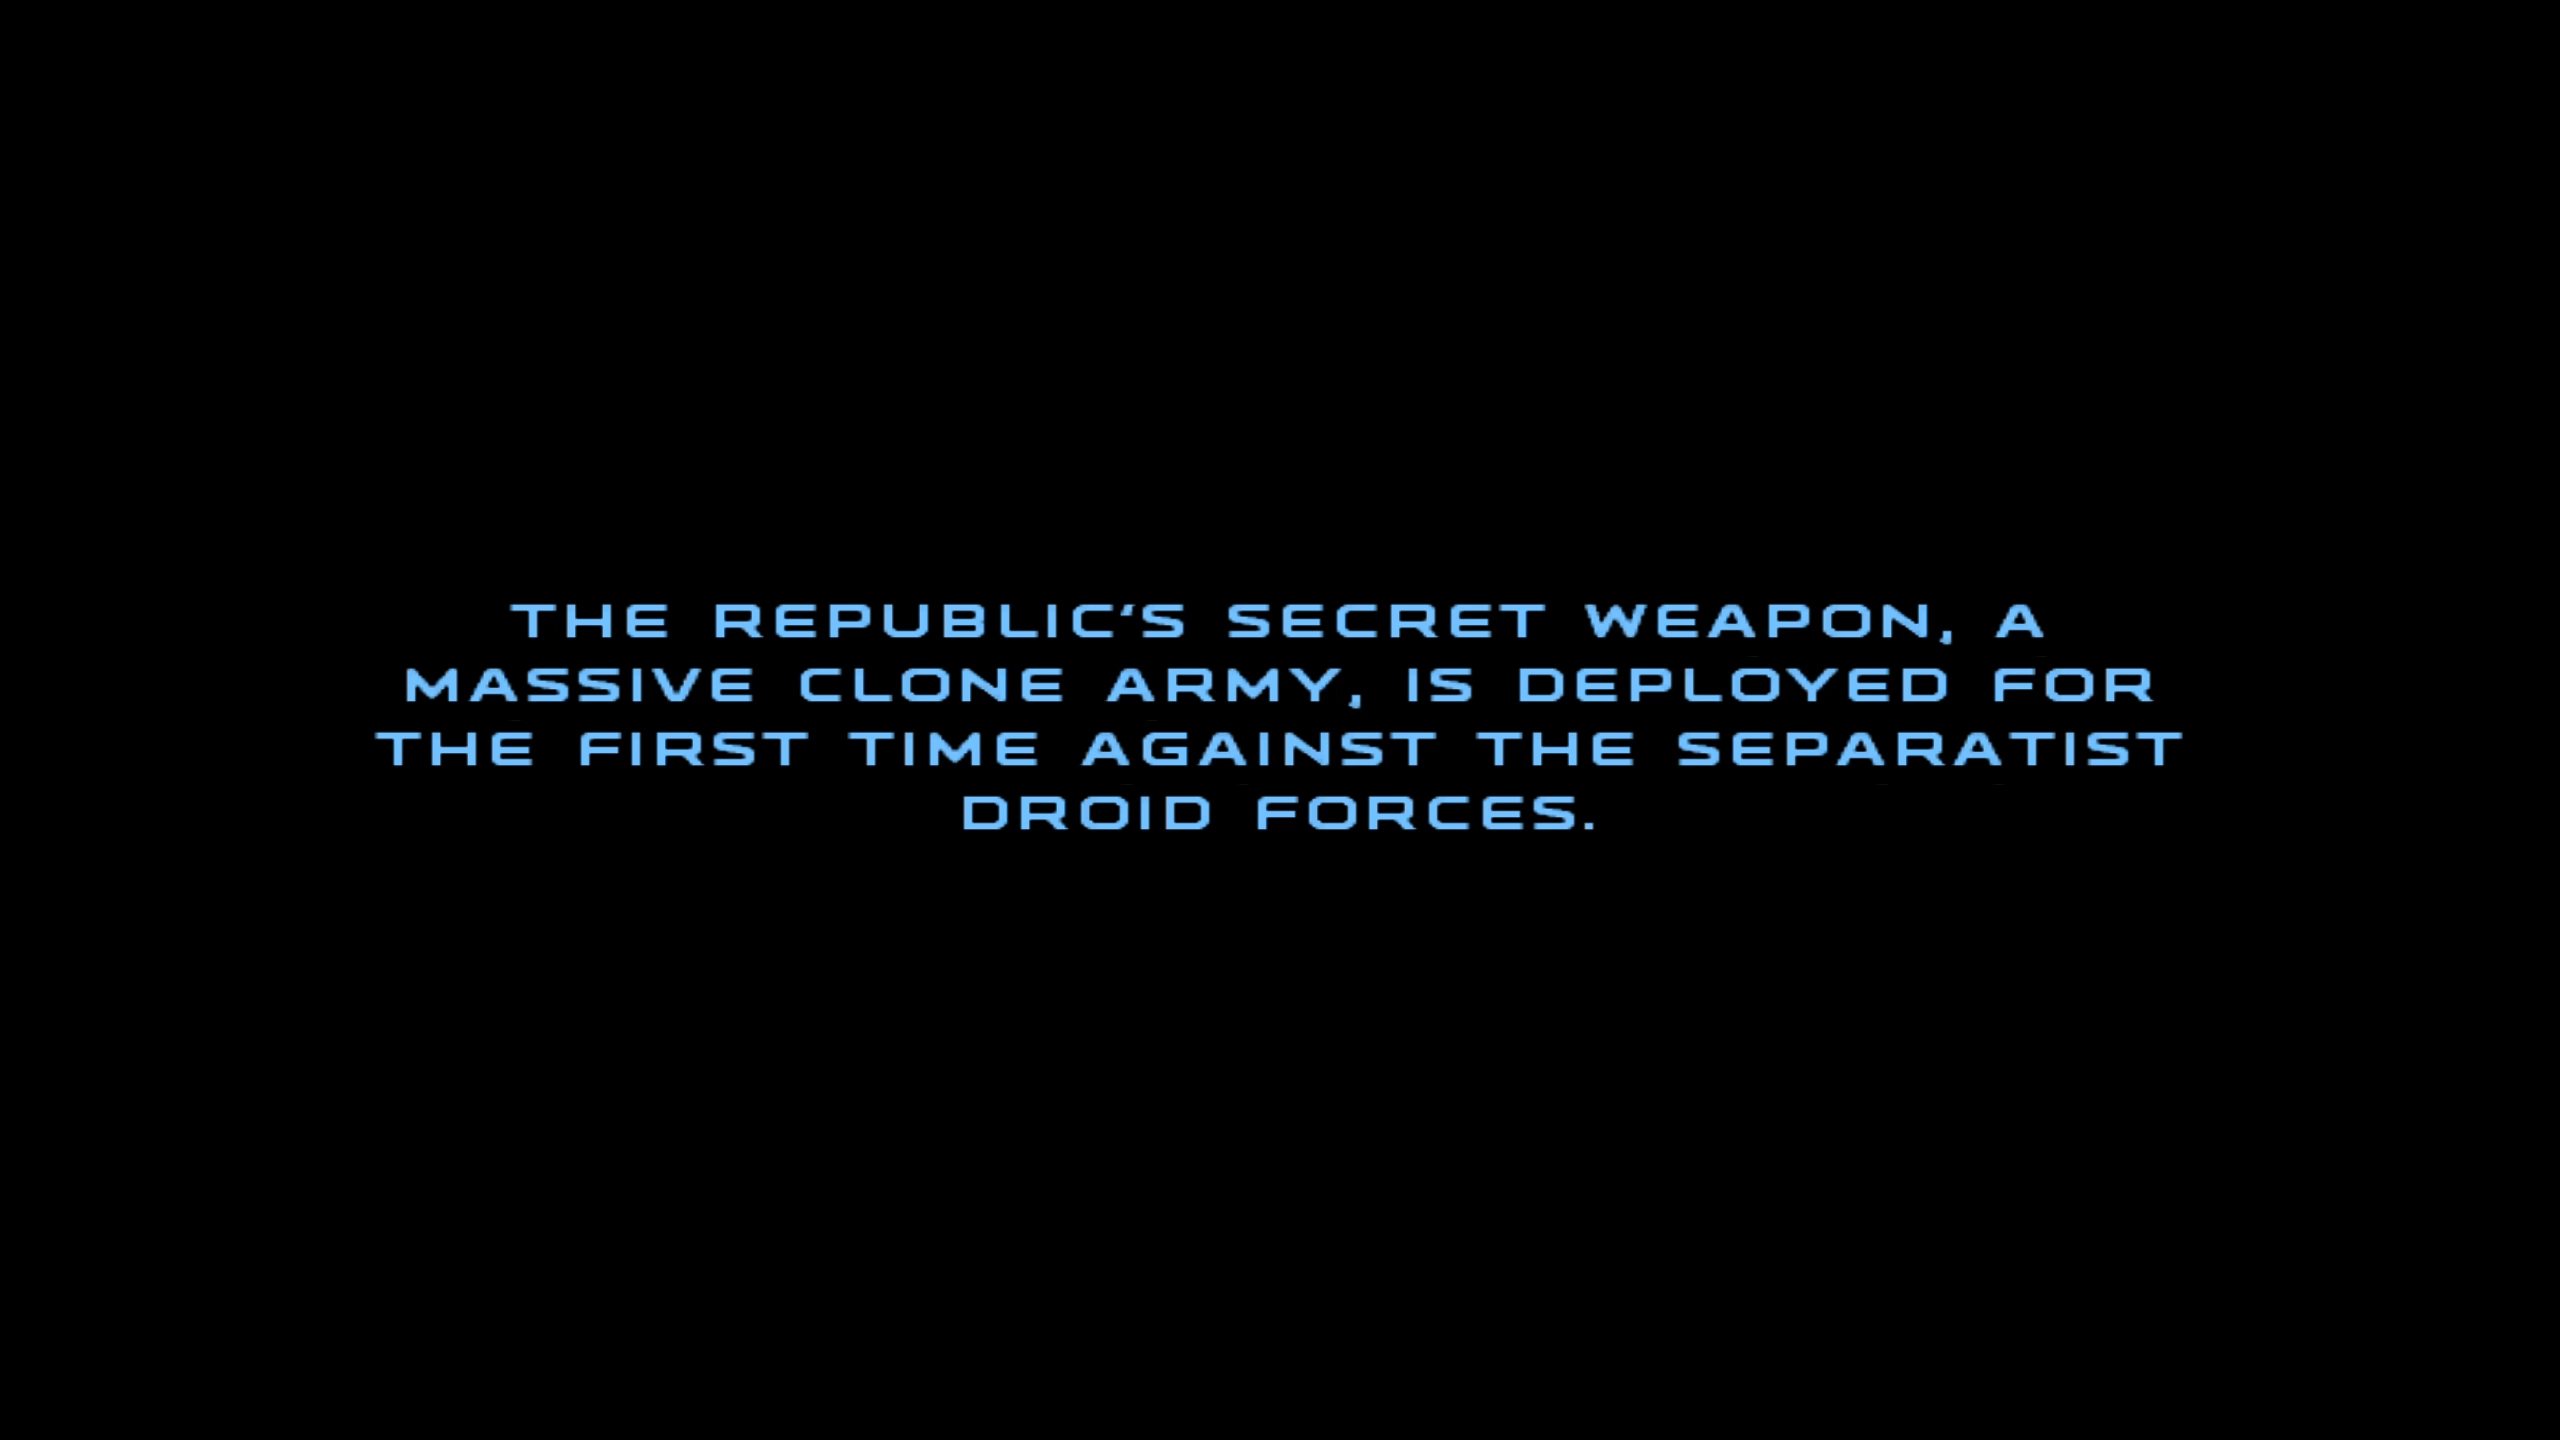 THE REPUBLIC‘S SECRET WEAPON, A
MASSIVE CLONE ARMY, IS DEPLOYED FOR
THE FIRST TIME AGAINST THE SEPARATIST
DROID FORCES.